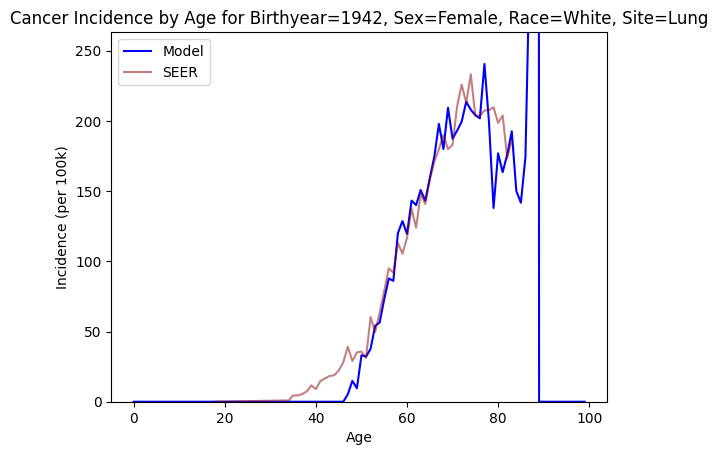 Cancer Incidence by Age for Birthyear=1942, Sex=Female, Race=White, Site=Lung
Model
SEER
250
200
150
100
50
0
Incidence (per 100k)
0 20 40 60 80 100
Age